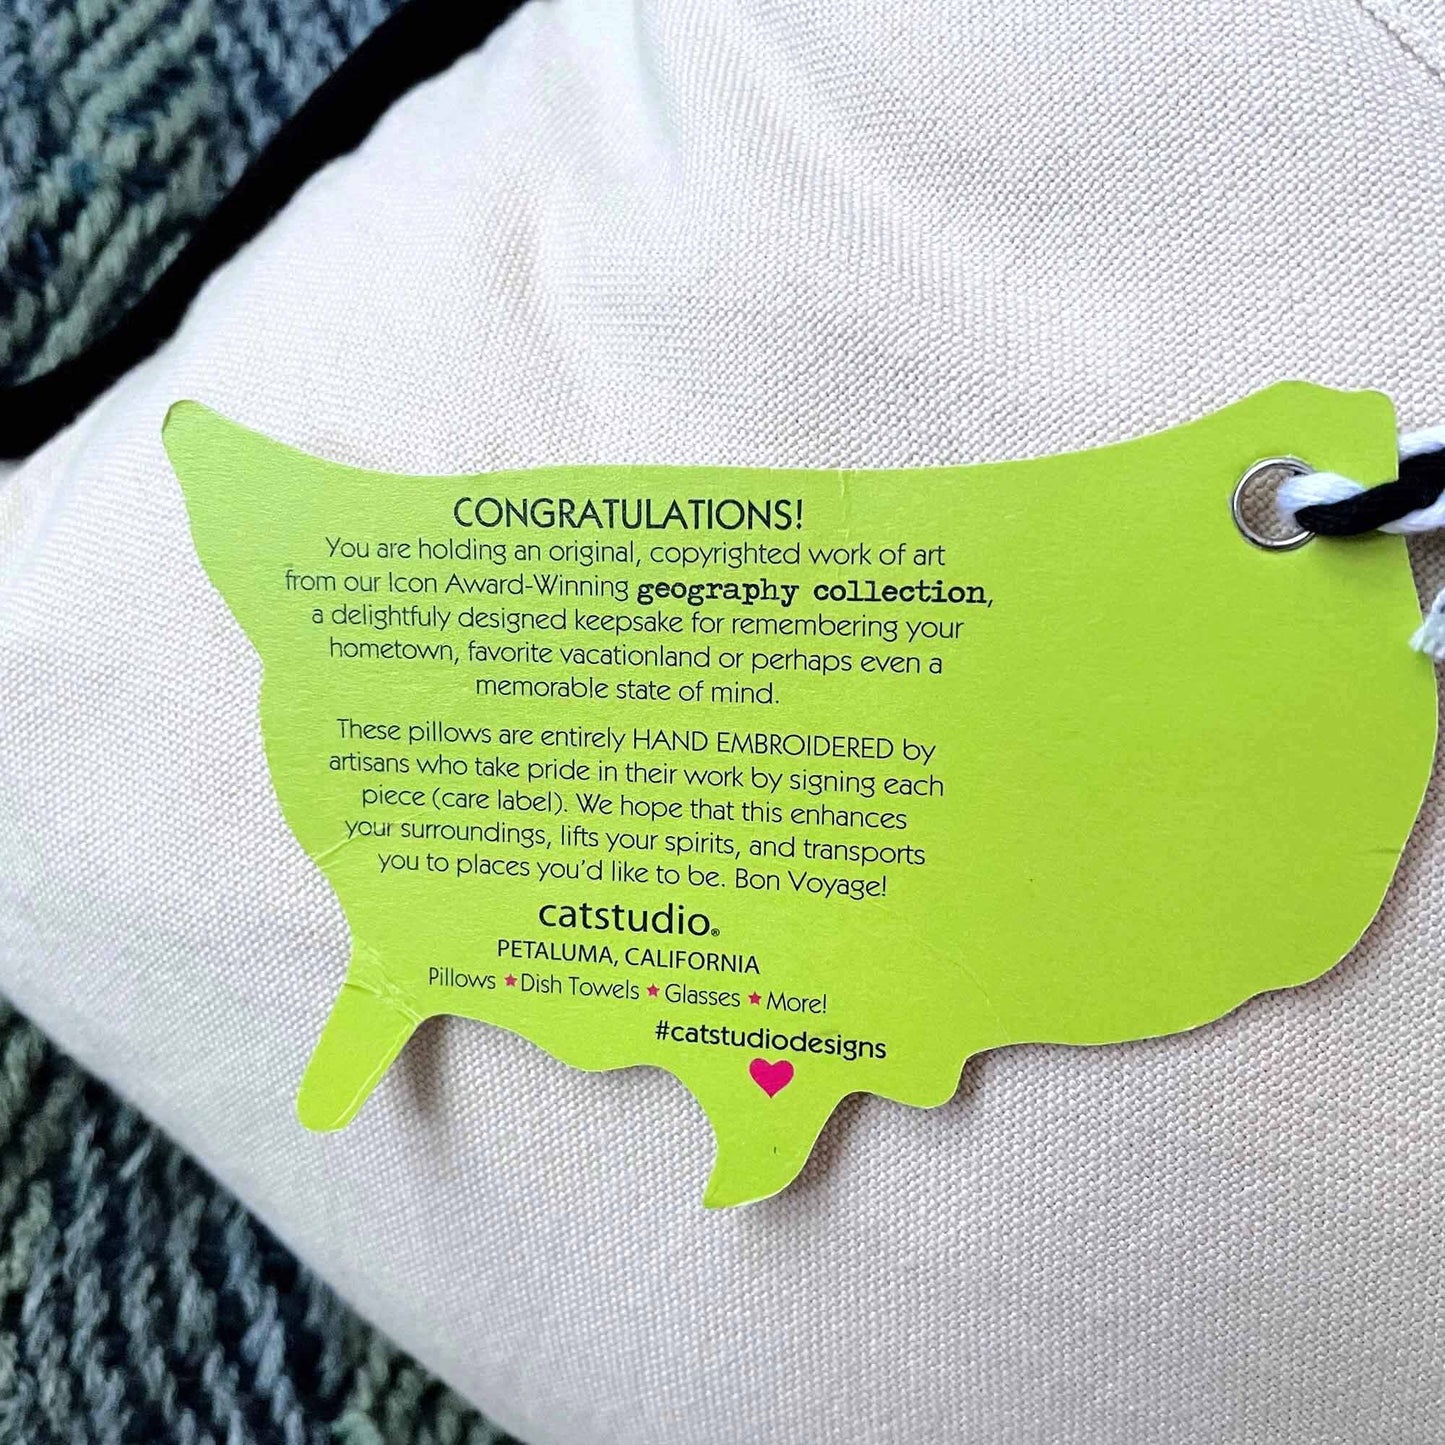 CONGRATULATIONS!
You are holding an original, copyrighted work of art
from our Icon Award-Winning geography collection,
a delightfuly designed keepsake for remembering your
hometown, favorite vacationland or perhaps even a
memorable state of mind.
These pillows are entirely HAND EMBROIDERED by
artisans who take pride in their work by signing each
piece (care label). We hope that this enhances
your surroundings, lifts your spirits, and transports
you to places you'd like to be. Bon Voyage!
catstudio®
PETALUMA, CALIFORNIA
Pillows ★ Dish Towels ★ Glasses ★ More!
#catstudiodesigns